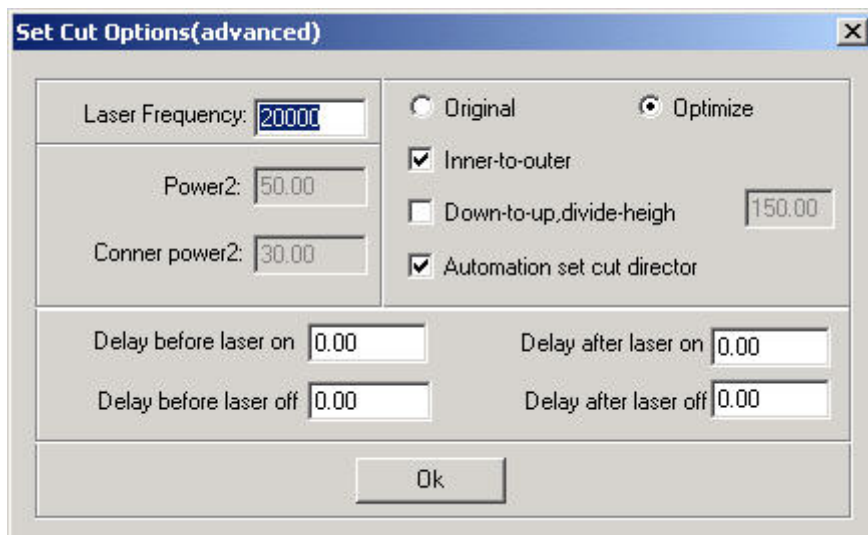 Set Cut Options(advanced)
Laser Frequency: 20000
Power2: 50.00
Conner power2: 30.00
Original Optimize
Inner-to-outer
Down-to-up,divide-heigh 150.00
Automation set cut director
Delay before laser on 0.00 Delay after laser on 0.00
Delay before laser off 0.00 Delay after laser off 0.00
Ok